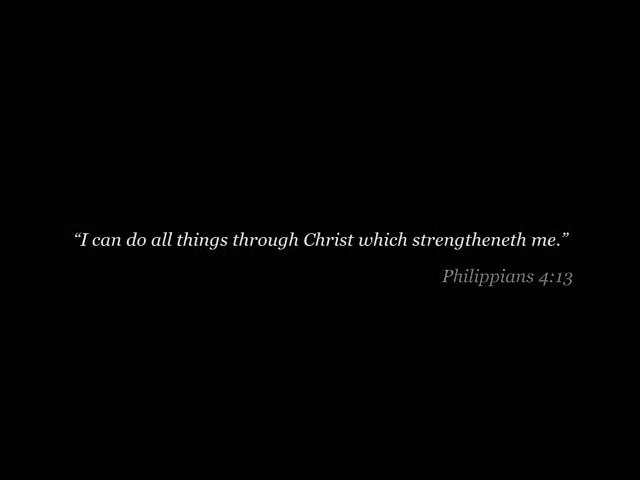 “I can do all things through Christ which strengtheneth me.”
Philippians 4:13